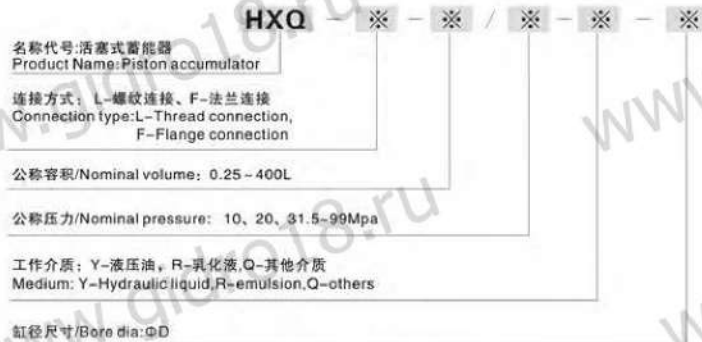 HXQ - ※ - ※ / ※ - ※ - ※
名称代号:活塞式蓄能器
Product Name:Piston accumulator
连接方式：L-螺纹连接、F-法兰连接
Connection type:L-Thread connection,
F-Flange connection
公称容积/Nominal volume：0.25~400L
公称压力/Nominal pressure: 10、20、31.5~99Mpa
工作介质：Y-液压油，R-乳化液,Q-其他介质
Medium: Y-Hydraulic liquid,R-emulsion,Q-others
缸径尺寸/Bore dia:ΦD
www.gidro18.ru